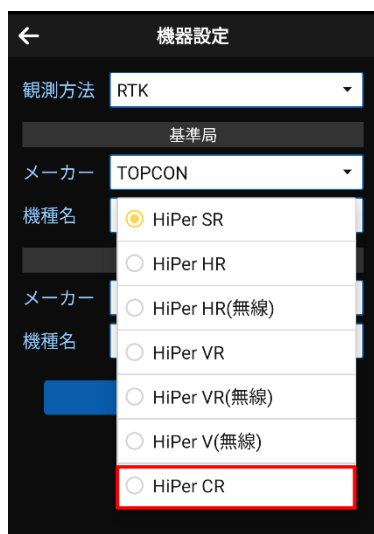 機器設定
観測方法 RTK
基準局
メーカー TOPCON
機種名
HiPer SR
HiPer HR
HiPer HR(無線)
メーカー
HiPer VR
機種名
HiPer VR(無線)
HiPer V(無線)
HiPer CR